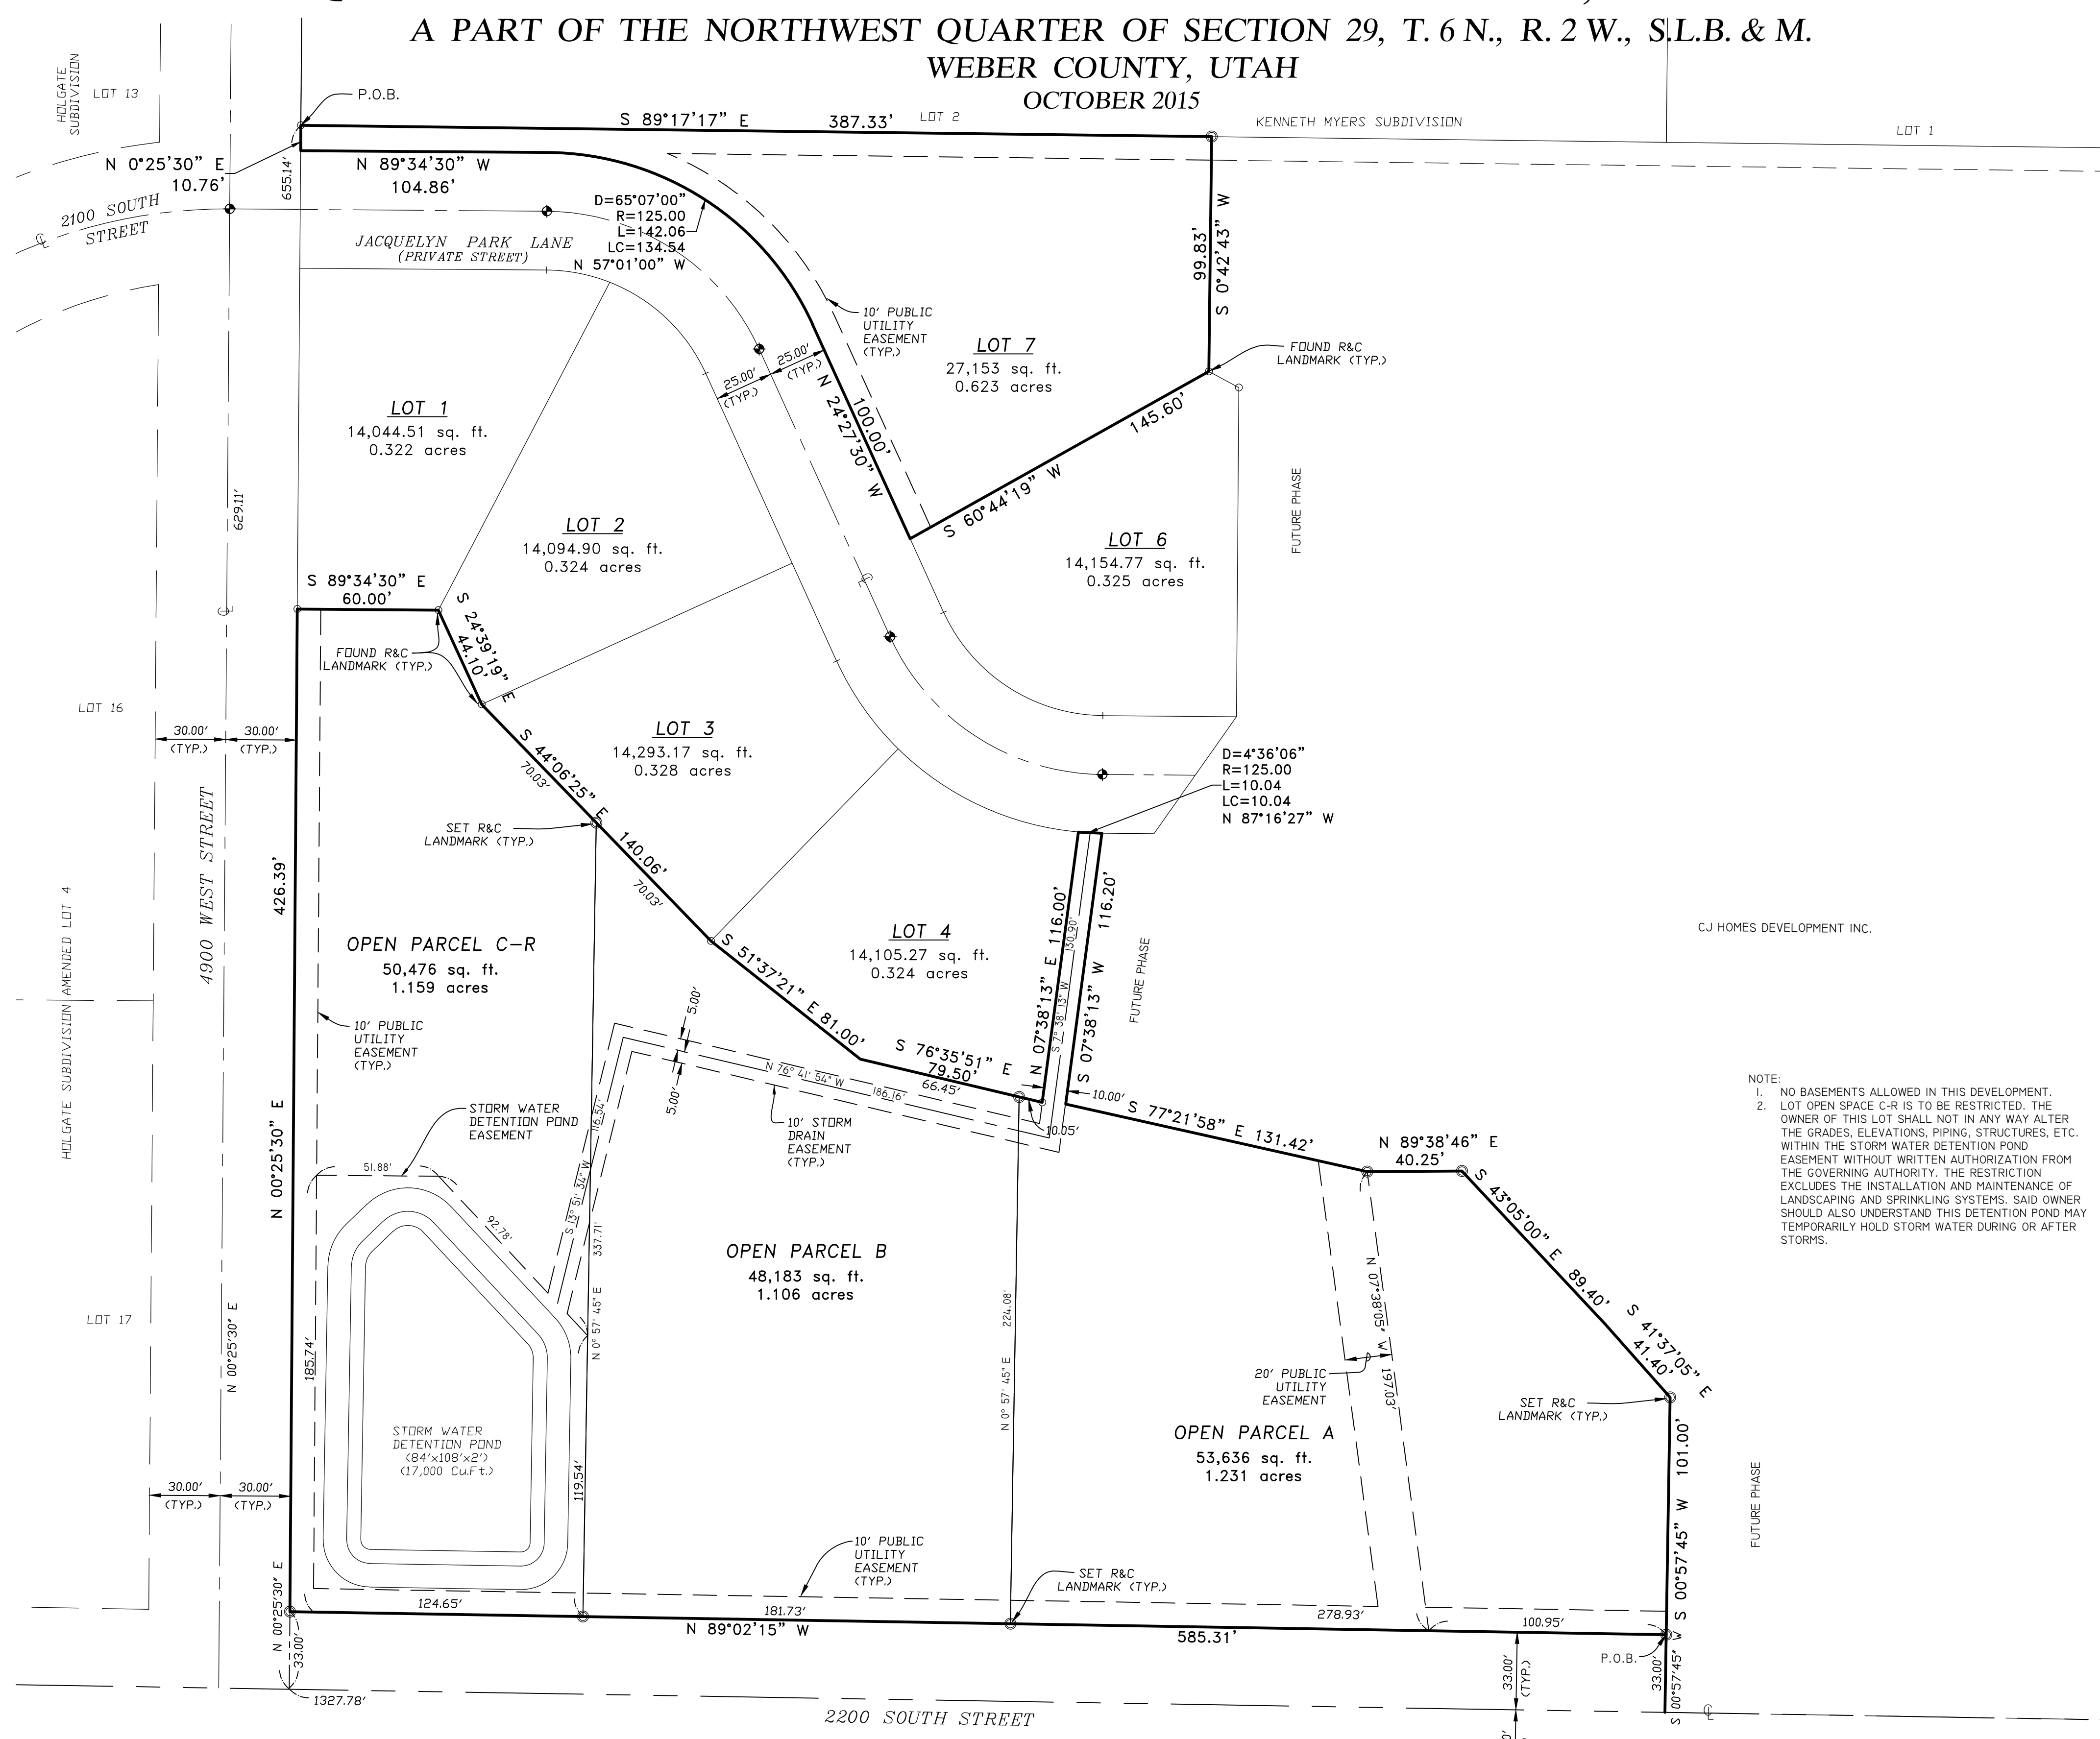 A PART OF THE NORTHWEST QUARTER OF SECTION 29, T. 6 N., R. 2 W., S.L.B. & M.
WEBER COUNTY, UTAH
OCTOBER 2015
HOLGATE
SUBDIVISION
LOT 13
P.O.B.
S 89°17'17" E
387.33'
LOT 2
KENNETH MYERS SUBDIVISION
LOT 1
N 0°25'30" E
10.76'
655.14'
N 89°34'30" W
104.86'
2100 SOUTH
STREET
JACQUELYN PARK LANE
(PRIVATE STREET)
D=65°07'00"
R=125.00
L=142.06
LC=134.54
N 57°01'00" W
99.83'
S 0°42'43" W
10' PUBLIC
UTILITY
EASEMENT
(TYP.)
LOT 7
27,153 sq. ft.
0.623 acres
FOUND R&C
LANDMARK (TYP.)
25.00'
(TYP.)
25.00'
(TYP.)
N 24°27'30" W
100.00'
145.60'
S 60°44'19" W
LOT 1
14,044.51 sq. ft.
0.322 acres
629.11'
LOT 2
14,094.90 sq. ft.
0.324 acres
LOT 6
14,154.77 sq. ft.
0.325 acres
FUTURE PHASE
S 89°34'30" E
60.00'
S 24°39'19" E
44.10'
FOUND R&C
LANDMARK (TYP.)
LOT 16
30.00'
(TYP.)
30.00'
(TYP.)
LOT 3
14,293.17 sq. ft.
0.328 acres
S 44°06'25" E
70.03'
140.06'
70.03'
SET R&C
LANDMARK (TYP.)
D=4°36'06"
R=125.00
L=10.04
LC=10.04
N 87°16'27" W
4900 WEST STREET
426.39'
HOLGATE SUBDIVISION AMENDED LOT 4
OPEN PARCEL C-R
50,476 sq. ft.
1.159 acres
LOT 4
14,105.27 sq. ft.
0.324 acres
N 07°38'13" E 116.00'
130.90'
S 7° 38' 13" W
116.20'
S 07°38'13" W
FUTURE PHASE
CJ HOMES DEVELOPMENT INC.
S 51°37'21" E 81.00'
5.00'
5.00'
10' PUBLIC
UTILITY
EASEMENT
(TYP.)
S 76°35'51" E
79.50'
66.45'
N 76° 41' 54" W
186.16'
10.00'
10.05'
S 77°21'58" E 131.42'
N 89°38'46" E
40.25'
S 43°05'00" E 89.40'
S 41°37'05" E
41.40'
NOTE:
1. NO BASEMENTS ALLOWED IN THIS DEVELOPMENT.
2. LOT OPEN SPACE C-R IS TO BE RESTRICTED. THE
OWNER OF THIS LOT SHALL NOT IN ANY WAY ALTER
THE GRADES, ELEVATIONS, PIPING, STRUCTURES, ETC.
WITHIN THE STORM WATER DETENTION POND
EASEMENT WITHOUT WRITTEN AUTHORIZATION FROM
THE GOVERNING AUTHORITY. THE RESTRICTION
EXCLUDES THE INSTALLATION AND MAINTENANCE OF
LANDSCAPING AND SPRINKLING SYSTEMS. SAID OWNER
SHOULD ALSO UNDERSTAND THIS DETENTION POND MAY
TEMPORARILY HOLD STORM WATER DURING OR AFTER
STORMS.
STORM WATER
DETENTION POND
EASEMENT
116.54'
S 13° 51' 34" W
10' STORM
DRAIN
EASEMENT
(TYP.)
N 00°25'30" E
51.88'
92.78'
337.71'
N 0° 57' 45" E
OPEN PARCEL B
48,183 sq. ft.
1.106 acres
224.08'
N 0° 57' 45" E
N 07°38'05" W 197.03'
20' PUBLIC
UTILITY
EASEMENT
LOT 17
N 00°25'30" E
185.74'
STORM WATER
DETENTION POND
(84'x108'x2')
(17,000 Cu.Ft.)
119.54'
OPEN PARCEL A
53,636 sq. ft.
1.231 acres
SET R&C
LANDMARK (TYP.)
S 00°57'45" W 101.00'
FUTURE PHASE
30.00'
(TYP.)
30.00'
(TYP.)
10' PUBLIC
UTILITY
EASEMENT
(TYP.)
SET R&C
LANDMARK (TYP.)
N 00°25'30" E
33.00'
124.65'
181.73'
N 89°02'15" W
278.93'
585.31'
100.95'
P.O.B.
33.00'
(TYP.)
33.00'
S 00°57'45" W
1327.78'
2200 SOUTH STREET